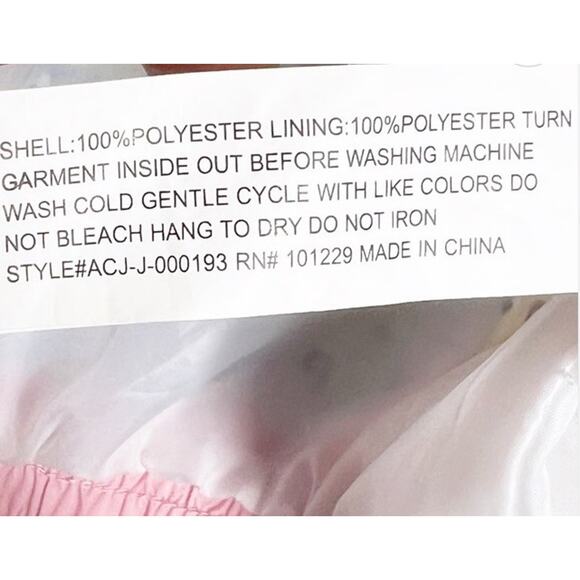 SHELL:100%POLYESTER LINING:100%POLYESTER TURN
GARMENT INSIDE OUT BEFORE WASHING MACHINE
WASH COLD GENTLE CYCLE WITH LIKE COLORS DO
NOT BLEACH HANG TO DRY DO NOT IRON
STYLE#ACJ-J-000193 RN# 101229 MADE IN CHINA